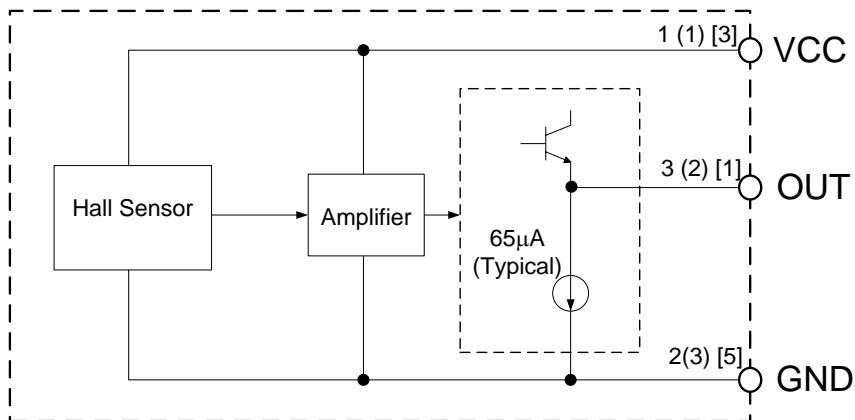 1 (1) [3]
VCC
3 (2) [1]
OUT
Hall Sensor
Amplifier
65μA
(Typical)
2(3) [5]
GND